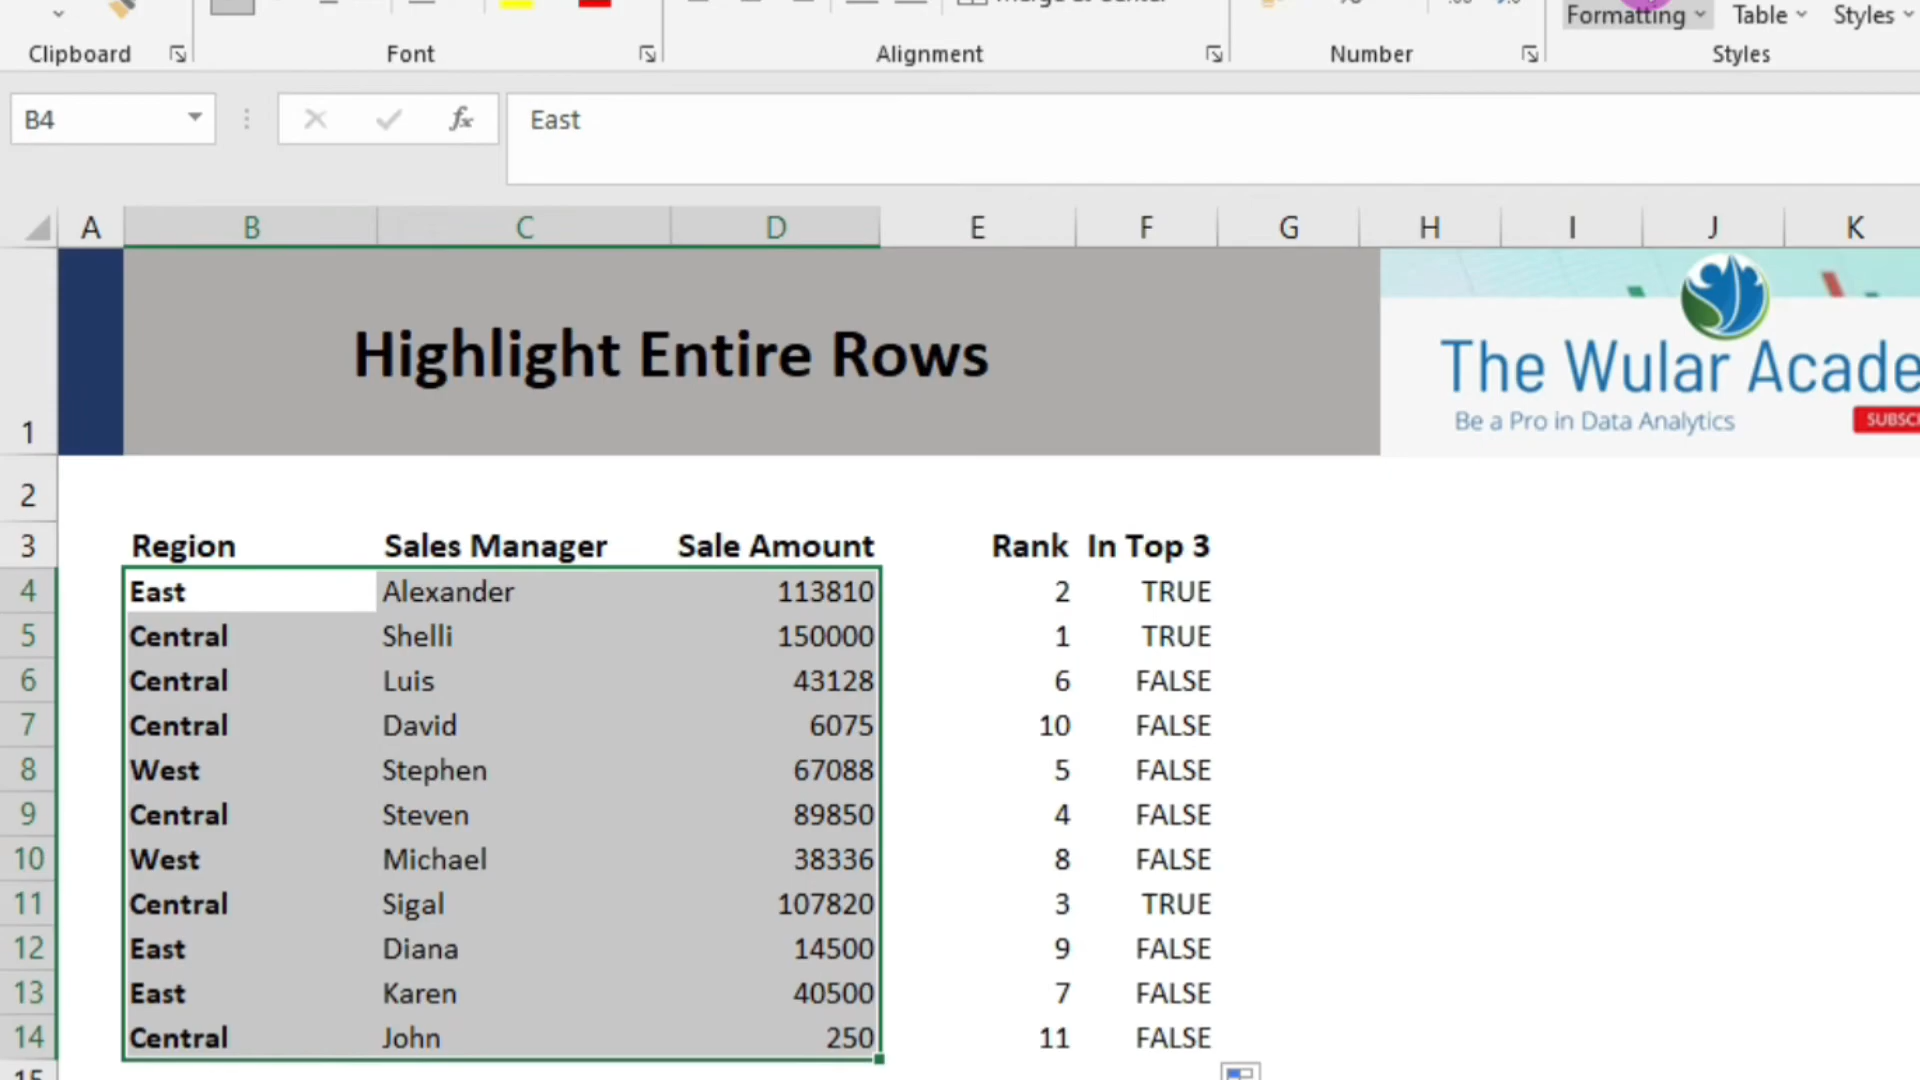 Formatting Table Styles
Clipboard Font Alignment Number Styles
B4 fx East
A B C D E F G H I J K
1 Highlight Entire Rows
The Wular Acade
Be a Pro in Data Analytics
SUBSC
2
3 Region Sales Manager Sale Amount Rank In Top 3
4 East Alexander 113810 2 TRUE
5 Central Shelli 150000 1 TRUE
6 Central Luis 43128 6 FALSE
7 Central David 6075 10 FALSE
8 West Stephen 67088 5 FALSE
9 Central Steven 89850 4 FALSE
10 West Michael 38336 8 FALSE
11 Central Sigal 107820 3 TRUE
12 East Diana 14500 9 FALSE
13 East Karen 40500 7 FALSE
14 Central John 250 11 FALSE
15